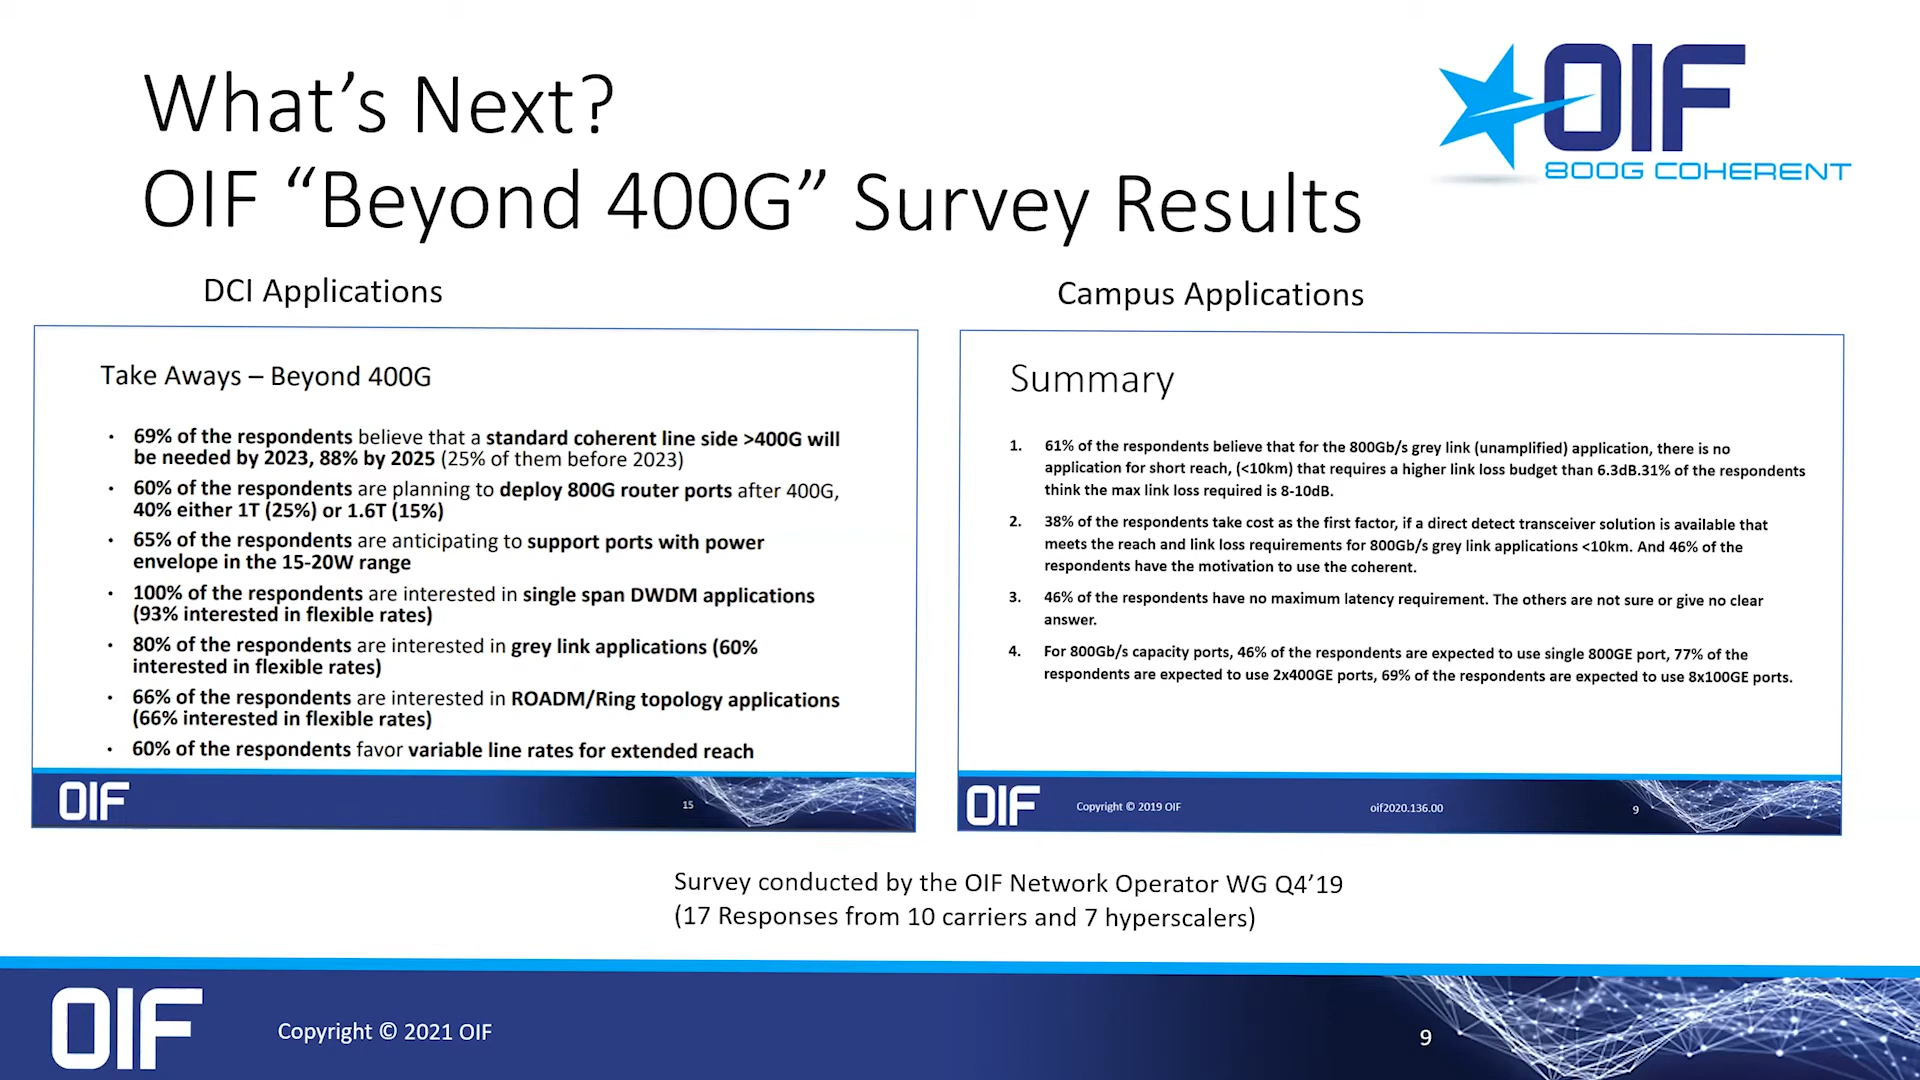 What’s Next?
OIF “Beyond 400G” Survey Results
OIF
800G COHERENT
DCI Applications
Take Aways – Beyond 400G
• 69% of the respondents believe that a standard coherent line side >400G will
be needed by 2023, 88% by 2025 (25% of them before 2023)
• 60% of the respondents are planning to deploy 800G router ports after 400G,
40% either 1T (25%) or 1.6T (15%)
• 65% of the respondents are anticipating to support ports with power
envelope in the 15-20W range
• 100% of the respondents are interested in single span DWDM applications
(93% interested in flexible rates)
• 80% of the respondents are interested in grey link applications (60%
interested in flexible rates)
• 66% of the respondents are interested in ROADM/Ring topology applications
(66% interested in flexible rates)
• 60% of the respondents favor variable line rates for extended reach
OIF
15
Campus Applications
Summary
1. 61% of the respondents believe that for the 800Gb/s grey link (unamplified) application, there is no
application for short reach, (<10km) that requires a higher link loss budget than 6.3dB.31% of the respondents
think the max link loss required is 8-10dB.
2. 38% of the respondents take cost as the first factor, if a direct detect transceiver solution is available that
meets the reach and link loss requirements for 800Gb/s grey link applications <10km. And 46% of the
respondents have the motivation to use the coherent.
3. 46% of the respondents have no maximum latency requirement. The others are not sure or give no clear
answer.
4. For 800Gb/s capacity ports, 46% of the respondents are expected to use single 800GE port, 77% of the
respondents are expected to use 2x400GE ports, 69% of the respondents are expected to use 8x100GE ports.
OIF
Copyright © 2019 OIF
oif2020.136.00
9
Survey conducted by the OIF Network Operator WG Q4’19
(17 Responses from 10 carriers and 7 hyperscalers)
OIF
Copyright © 2021 OIF
9